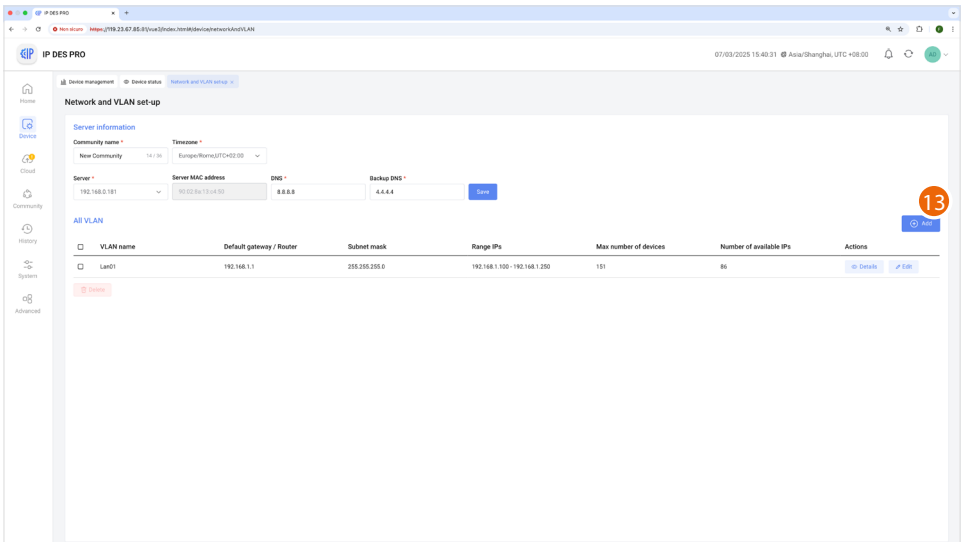 IP DES PRO
Not secure https://119.23.67.85:81/vue3/index.html#/device/networkAndVLAN
IP DES PRO
07/03/2025 15:40:31 Asia/Shanghai, UTC +08:00
AD
Device management
Device status
Network and VLAN set-up
Home
Device
Cloud
Community
History
System
Advanced
Network and VLAN set-up
Server information
Community name *
Timezone *
New Community 14 / 36
Europe/Rome,UTC+02:00
Server *
Server MAC address
DNS *
Backup DNS *
192.168.0.181
8.8.8.8
4.4.4.4
Save
13
All VLAN
Add
VLAN name
Default gateway / Router
Subnet mask
Range IPs
Max number of devices
Number of available IPs
Actions
Lan01
192.168.1.1
255.255.255.0
192.168.1.100 - 192.168.1.250
151
86
Details
Edit
Delete